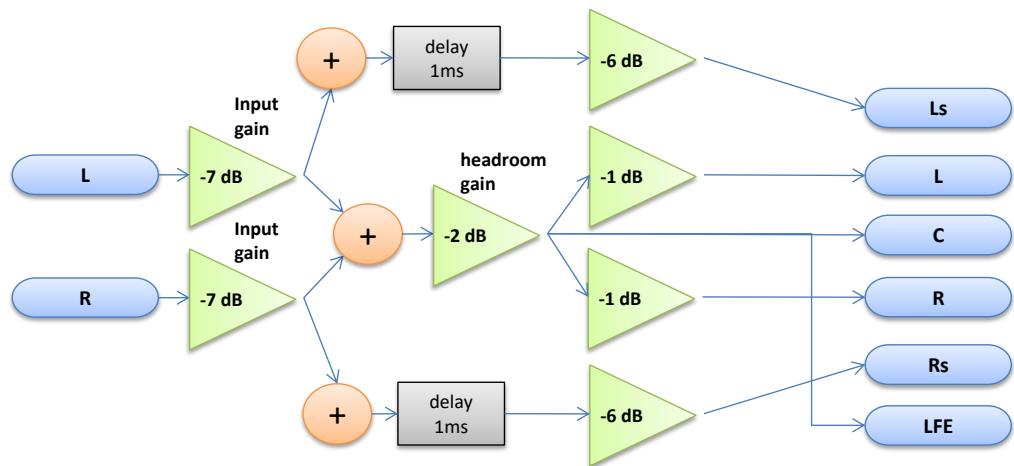 +
delay
1ms
-6 dB
Ls
Input
gain
L
-7 dB
headroom
gain
-1 dB
L
+
-2 dB
C
Input
gain
R
-7 dB
-1 dB
R
Rs
+
delay
1ms
-6 dB
LFE